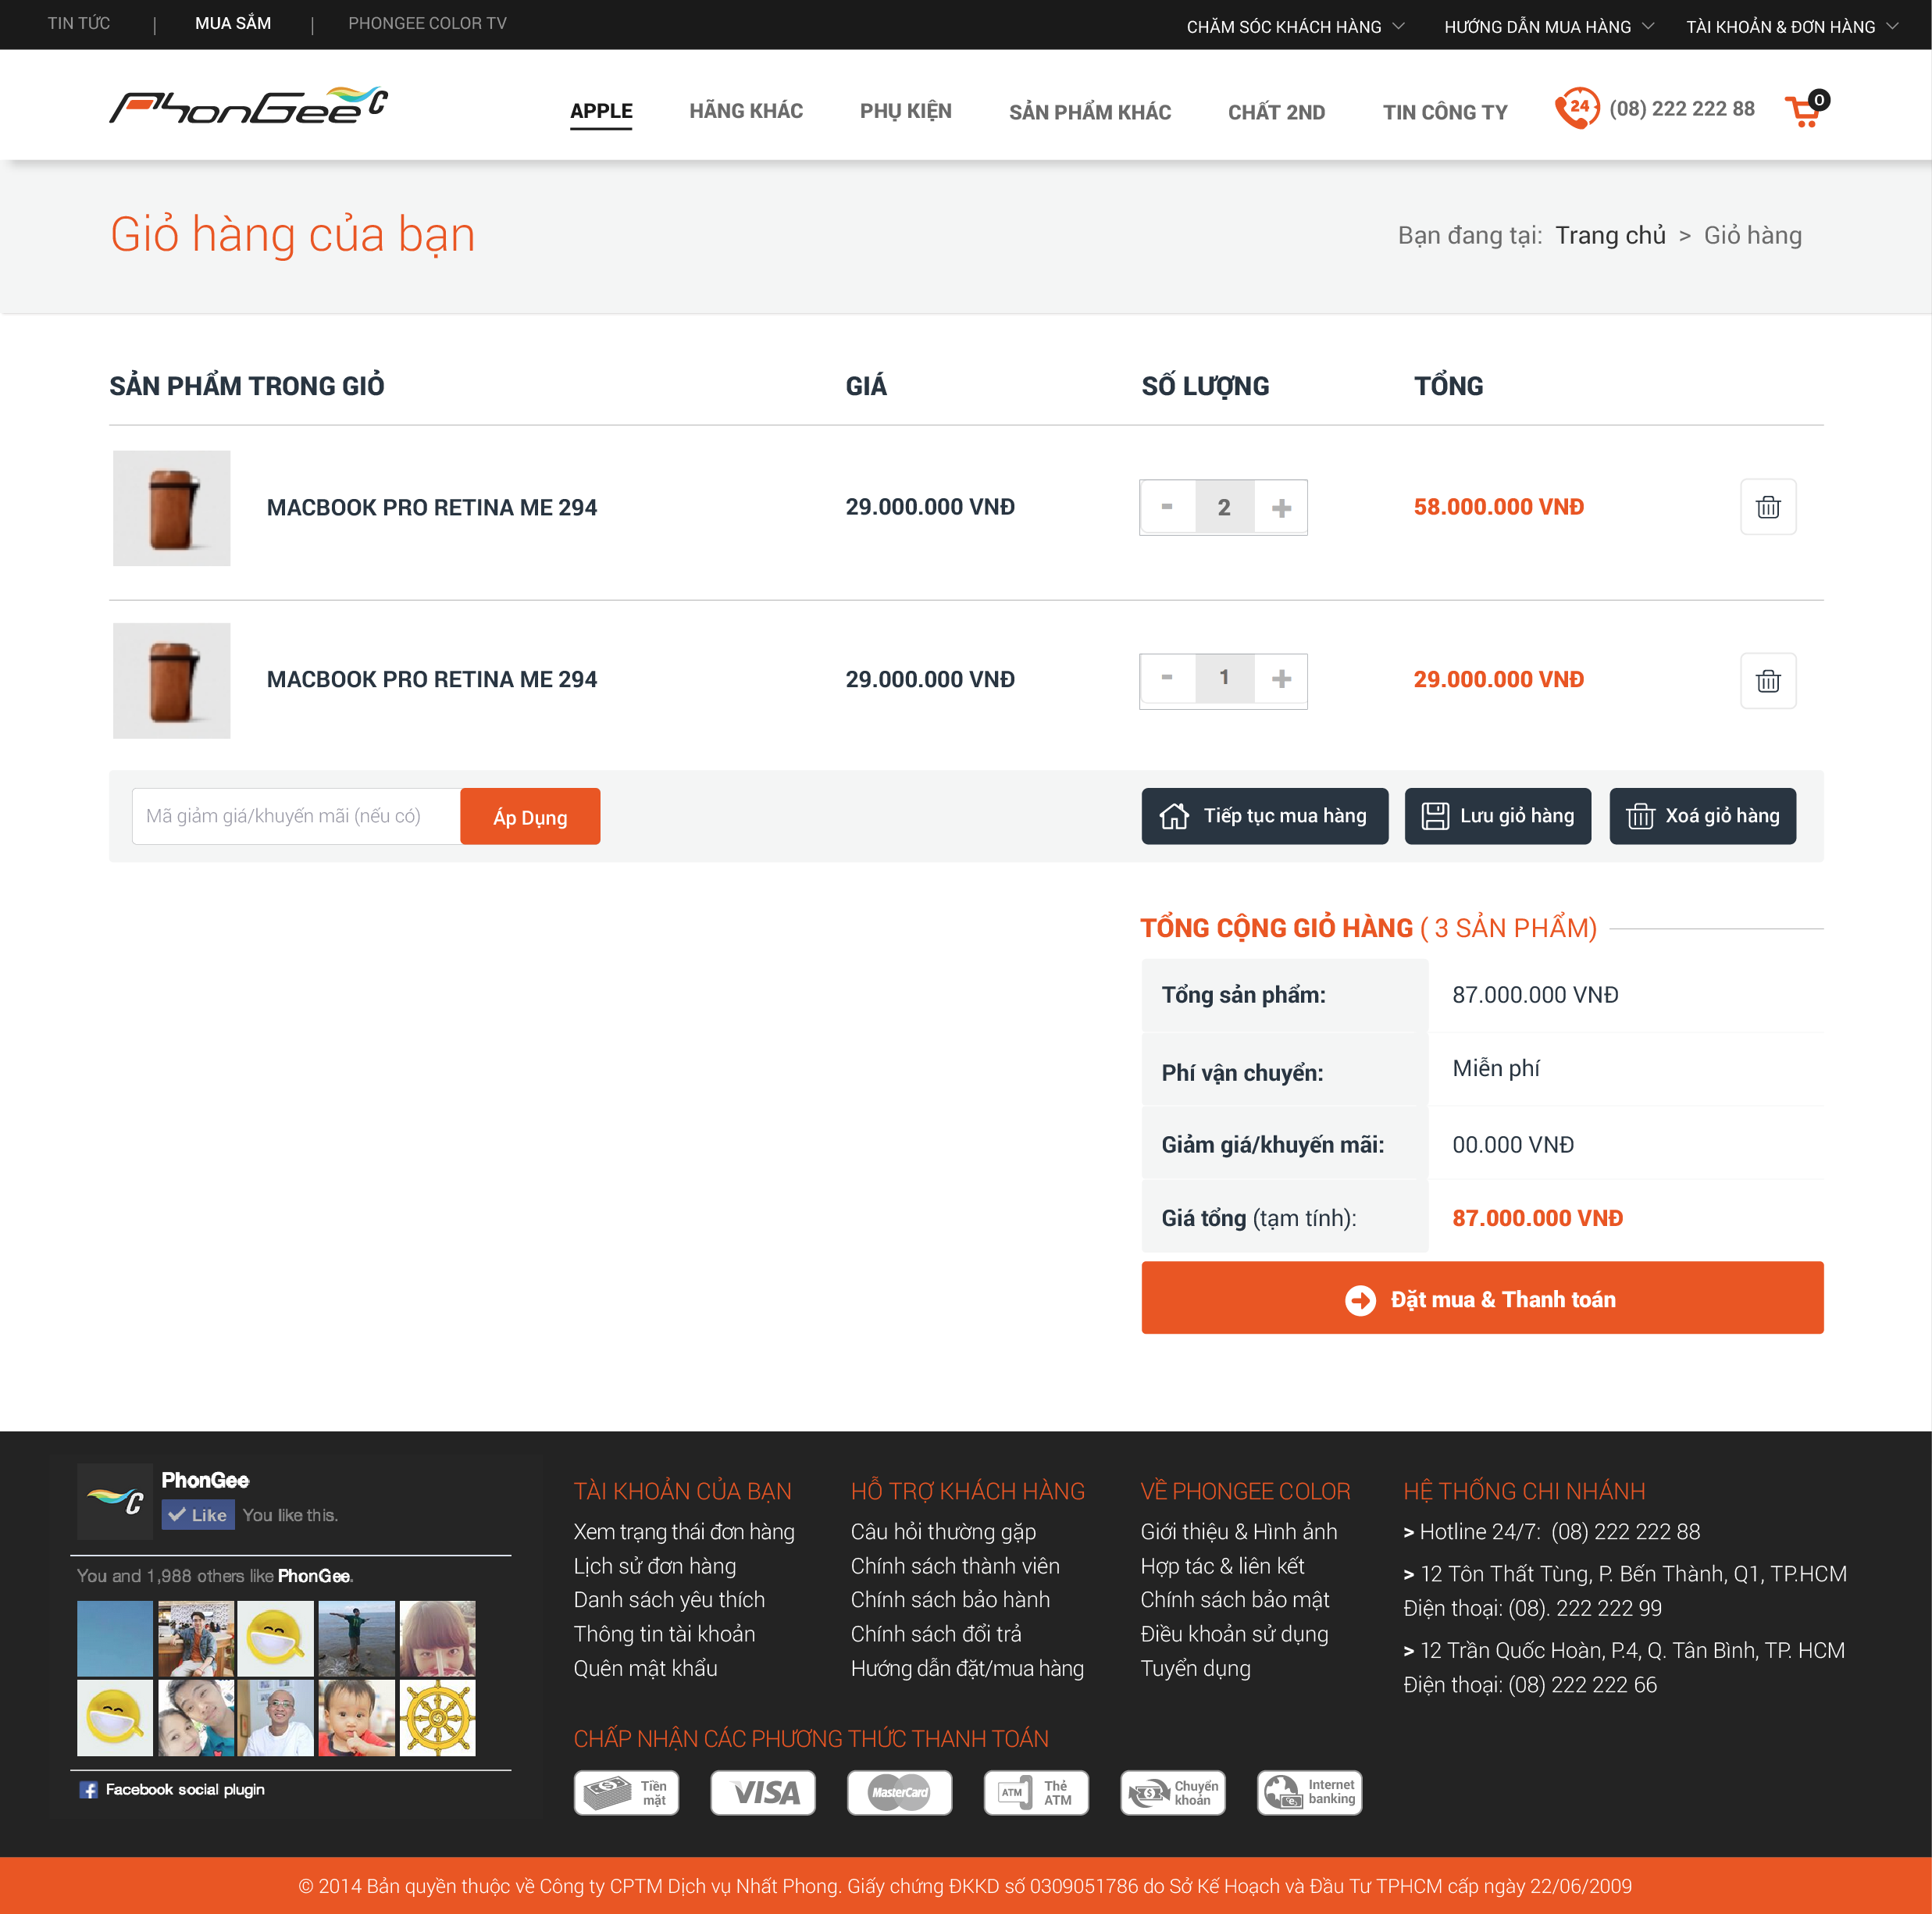 TIN TỨC | MUA SẮM | PHONGEE COLOR TV CHĂM SÓC KHÁCH HÀNG HƯỚNG DẪN MUA HÀNG TÀI KHOẢN & ĐƠN HÀNG
PhonGee C APPLE HÃNG KHÁC PHỤ KIỆN SẢN PHẨM KHÁC CHẤT 2ND TIN CÔNG TY 24 (08) 222 222 88 0
Giỏ hàng của bạn Bạn đang tại: Trang chủ > Giỏ hàng
SẢN PHẨM TRONG GIỎ GIÁ SỐ LƯỢNG TỔNG
MACBOOK PRO RETINA ME 294 29.000.000 VNĐ - 2 + 58.000.000 VNĐ
MACBOOK PRO RETINA ME 294 29.000.000 VNĐ - 1 + 29.000.000 VNĐ
Mã giảm giá/khuyến mãi (nếu có) Áp Dụng Tiếp tục mua hàng Lưu giỏ hàng Xoá giỏ hàng
TỔNG CỘNG GIỎ HÀNG ( 3 SẢN PHẨM)
Tổng sản phẩm: 87.000.000 VNĐ
Phí vận chuyển: Miễn phí
Giảm giá/khuyến mãi: 00.000 VNĐ
Giá tổng (tạm tính): 87.000.000 VNĐ
Đặt mua & Thanh toán
C
PhonGee
Like You like this.
You and 1,988 others like PhonGee.
Facebook social plugin
TÀI KHOẢN CỦA BẠN
Xem trạng thái đơn hàng
Lịch sử đơn hàng
Danh sách yêu thích
Thông tin tài khoản
Quên mật khẩu
HỖ TRỢ KHÁCH HÀNG
Câu hỏi thường gặp
Chính sách thành viên
Chính sách bảo hành
Chính sách đổi trả
Hướng dẫn đặt/mua hàng
VỀ PHONGEE COLOR
Giới thiệu & Hình ảnh
Hợp tác & liên kết
Chính sách bảo mật
Điều khoản sử dụng
Tuyển dụng
HỆ THỐNG CHI NHÁNH
> Hotline 24/7: (08) 222 222 88
> 12 Tôn Thất Tùng, P. Bến Thành, Q1, TP.HCM
Điện thoại: (08). 222 222 99
> 12 Trần Quốc Hoàn, P.4, Q. Tân Bình, TP. HCM
Điện thoại: (08) 222 222 66
CHẤP NHẬN CÁC PHƯƠNG THỨC THANH TOÁN
Tiền mặt VISA MasterCard ATM Thẻ ATM Chuyển khoản Internet banking
© 2014 Bản quyền thuộc về Công ty CPTM Dịch vụ Nhất Phong. Giấy chứng ĐKKD số 0309051786 do Sở Kế Hoạch và Đầu Tư TPHCM cấp ngày 22/06/2009